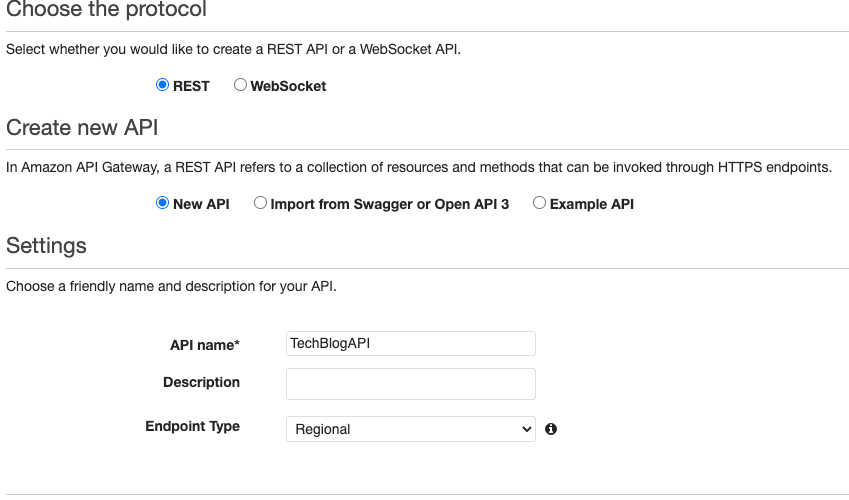 Choose the protocol
Select whether you would like to create a REST API or a WebSocket API.
REST WebSocket
Create new API
In Amazon API Gateway, a REST API refers to a collection of resources and methods that can be invoked through HTTPS endpoints.
New API Import from Swagger or Open API 3 Example API
Settings
Choose a friendly name and description for your API.
API name* TechBlogAPI
Description
Endpoint Type Regional